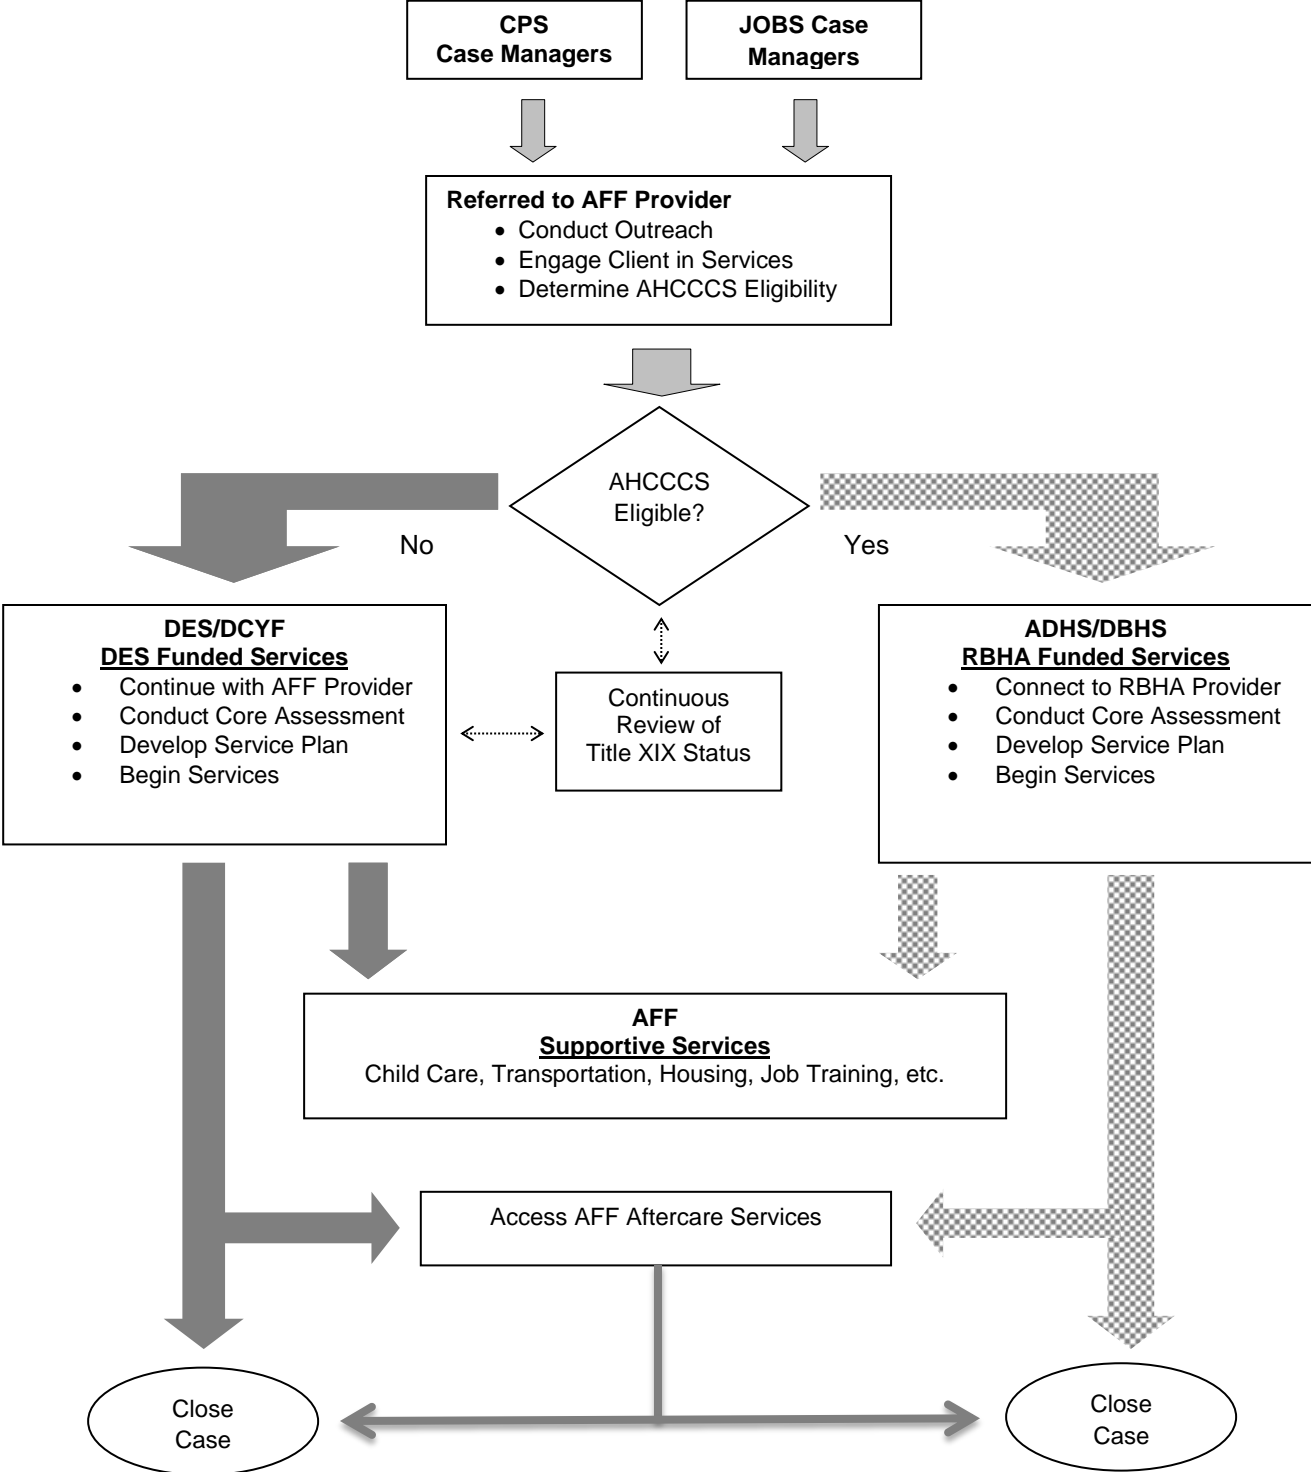 CPS
Case Managers
JOBS Case
Managers
Referred to AFF Provider
• Conduct Outreach
• Engage Client in Services
• Determine AHCCCS Eligibility
AHCCCS
Eligible?
No
Yes
DES/DCYF
DES Funded Services
• Continue with AFF Provider
• Conduct Core Assessment
• Develop Service Plan
• Begin Services
Continuous
Review of
Title XIX Status
ADHS/DBHS
RBHA Funded Services
• Connect to RBHA Provider
• Conduct Core Assessment
• Develop Service Plan
• Begin Services
AFF
Supportive Services
Child Care, Transportation, Housing, Job Training, etc.
Access AFF Aftercare Services
Close
Case
Close
Case